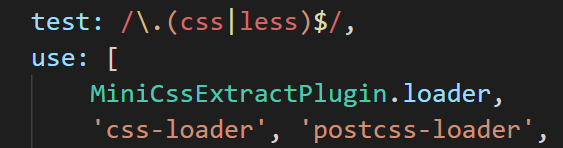 test: /\.(css|less)$/,
use: [
MiniCssExtractPlugin.loader,
'css-loader', 'postcss-loader',